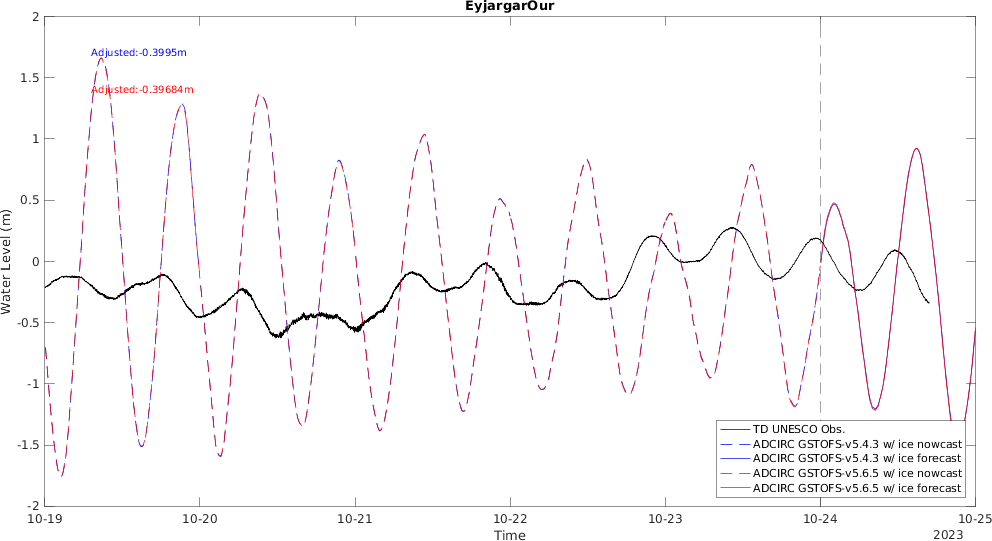 EyjargarOur
Adjusted:-0.3995m
Adjusted:-0.39684m
Water Level (m)
2
1.5
1
0.5
0
-0.5
-1
-1.5
-2
TD UNESCO Obs.
ADCIRC GSTOFS-v5.4.3 w/ ice nowcast
ADCIRC GSTOFS-v5.4.3 w/ ice forecast
ADCIRC GSTOFS-v5.6.5 w/ ice nowcast
ADCIRC GSTOFS-v5.6.5 w/ ice forecast
10-19 10-20 10-21 10-22 10-23 10-24 10-25
Time
2023